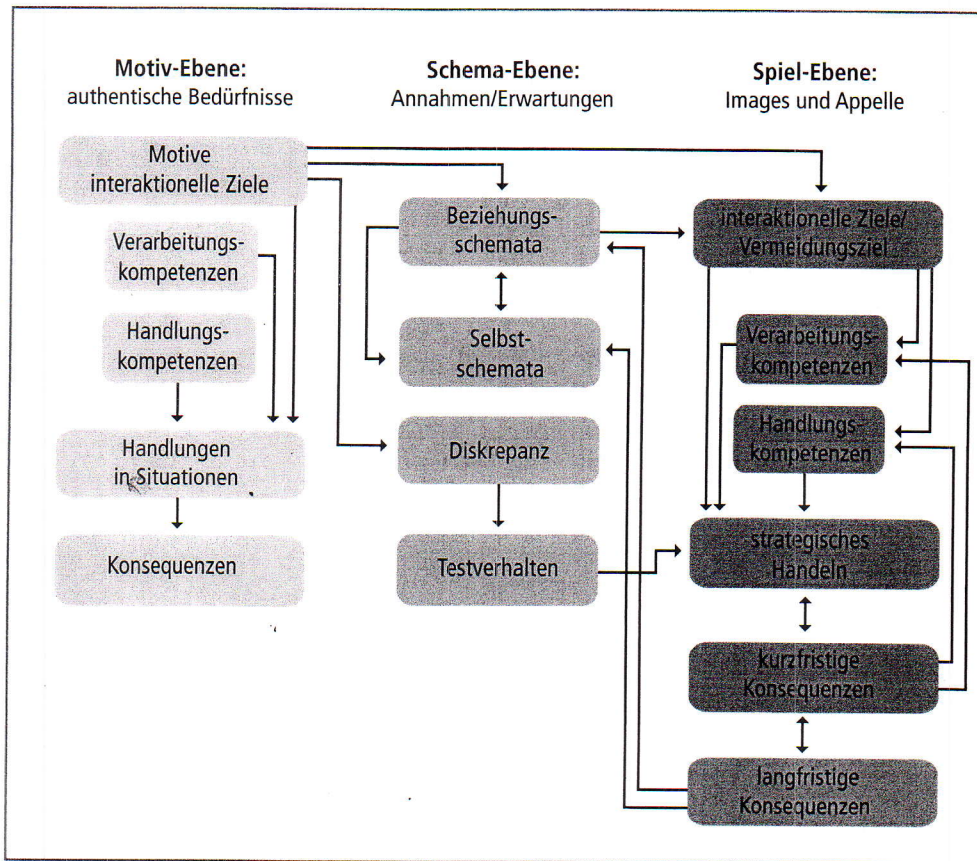 Motiv-Ebene:
authentische Bedürfnisse
Motive
interaktionelle Ziele
Verarbeitungs-
kompetenzen
Handlungs-
kompetenzen
Handlungen
in Situationen
Konsequenzen
Schema-Ebene:
Annahmen/Erwartungen
Beziehungs-
schemata
Selbst-
schemata
Diskrepanz
Testverhalten
Spiel-Ebene:
Images und Appelle
interaktionelle Ziele/
Vermeidungsziel
Verarbeitungs-
kompetenzen
Handlungs-
kompetenzen
strategisches
Handeln
kurzfristige
Konsequenzen
langfristige
Konsequenzen